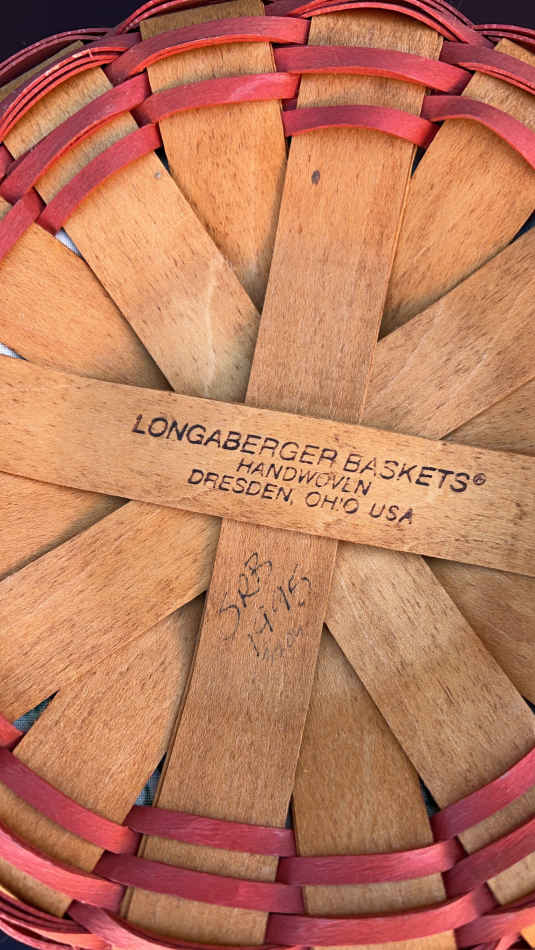 LONGABERGER BASKETS®
HANDWOVEN
DRESDEN, OHIO USA